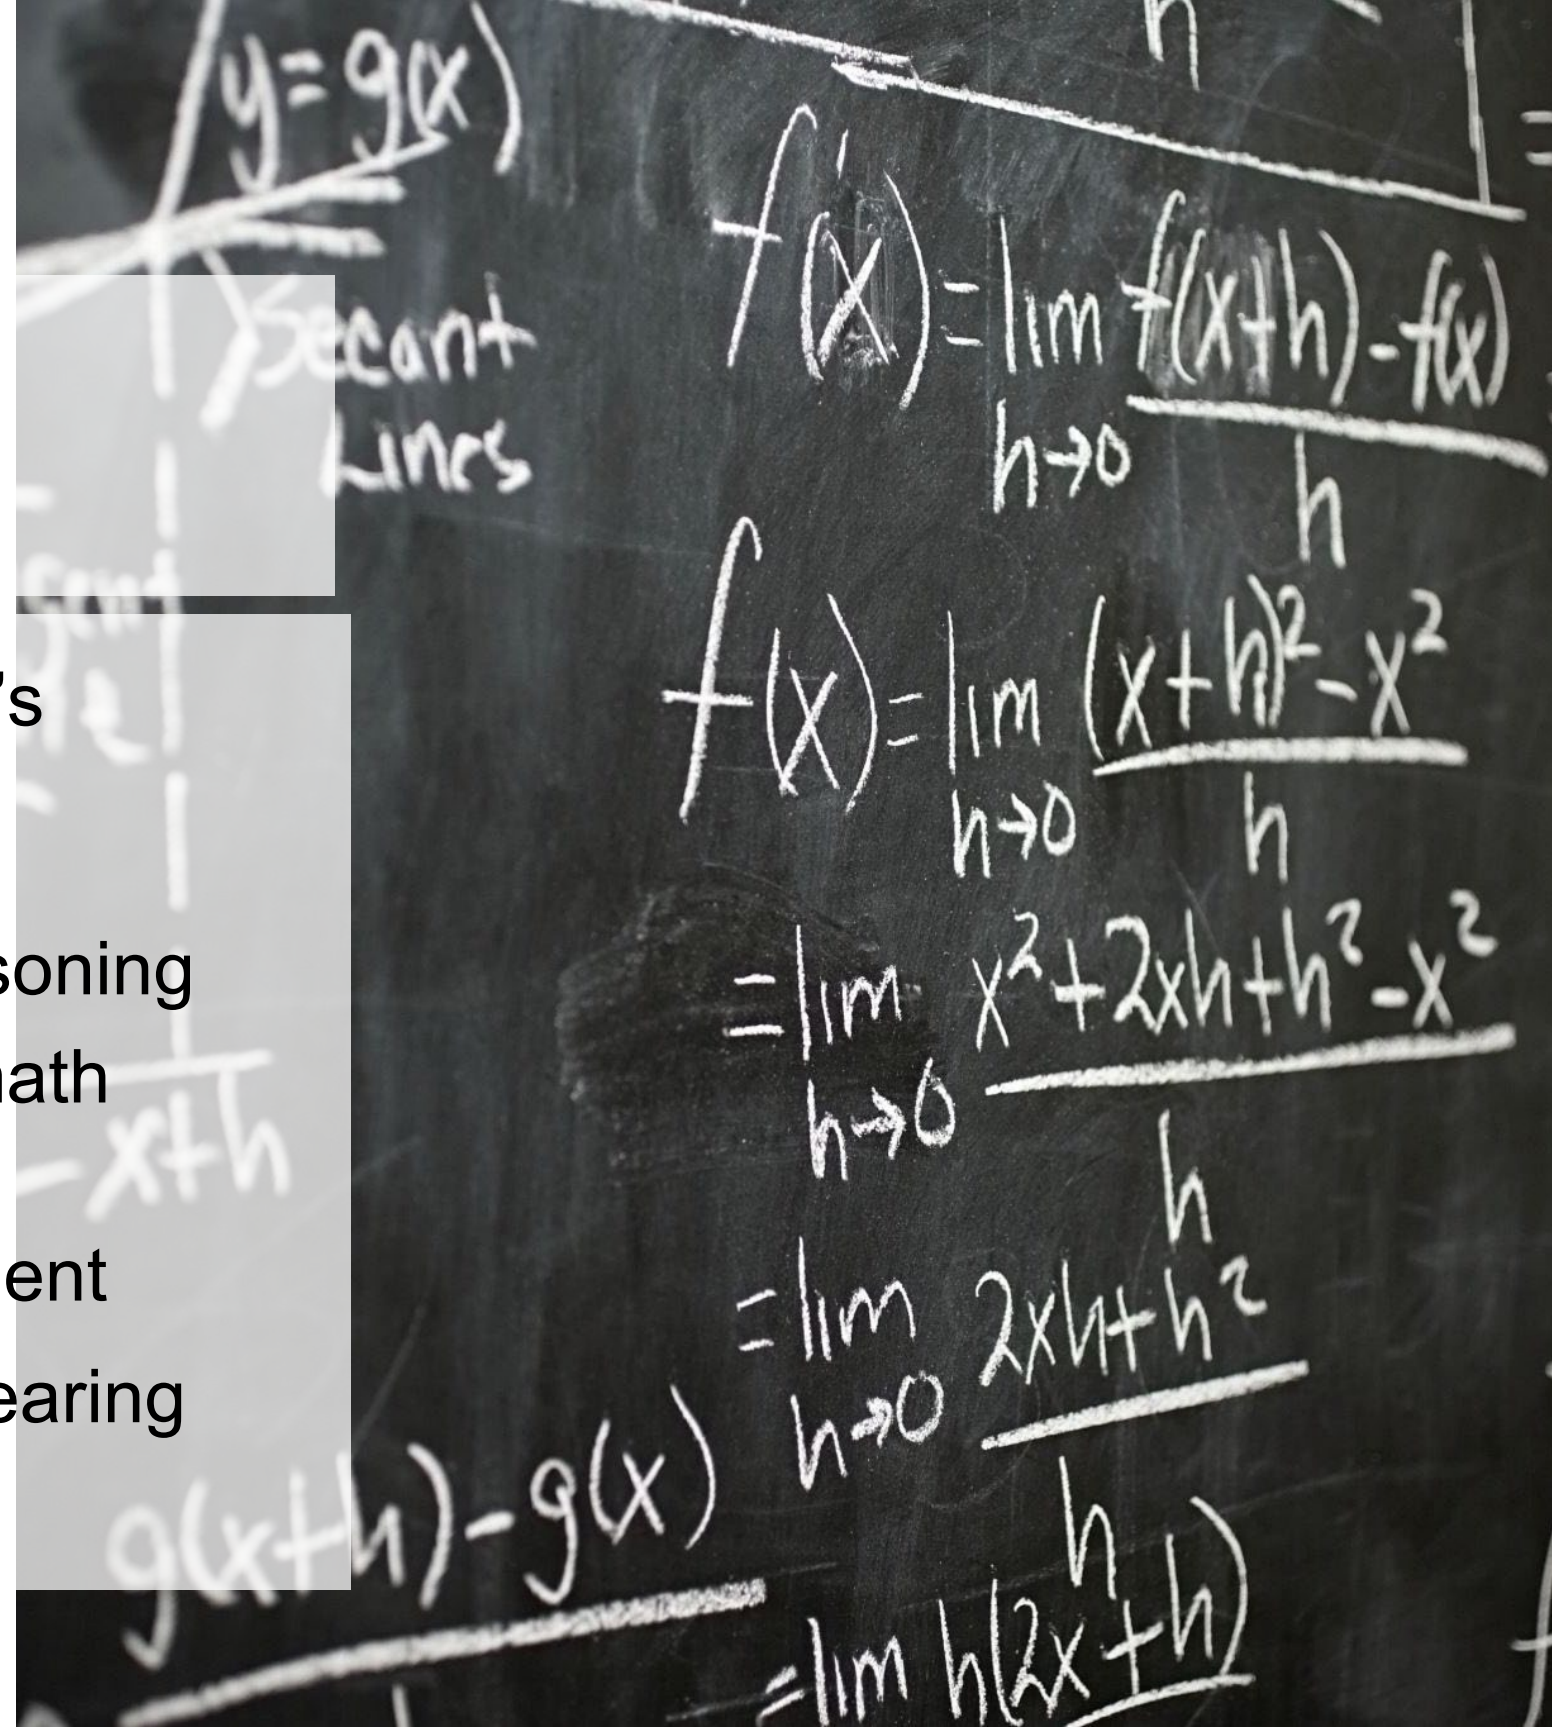 h
y=g(x)
=
f'(x)=lim f(x+h)-f(x)
h→0 h
Secant
Lines
f(x)=lim (x+h)²-x²
h→0 h
's
=lim x²+2xh+h²-x²
h→0 h
soning
ath
-x+h
=lim 2xh+h²
h→0 h
ent
earing
g(x+h)-g(x)
=lim h(2x+h)